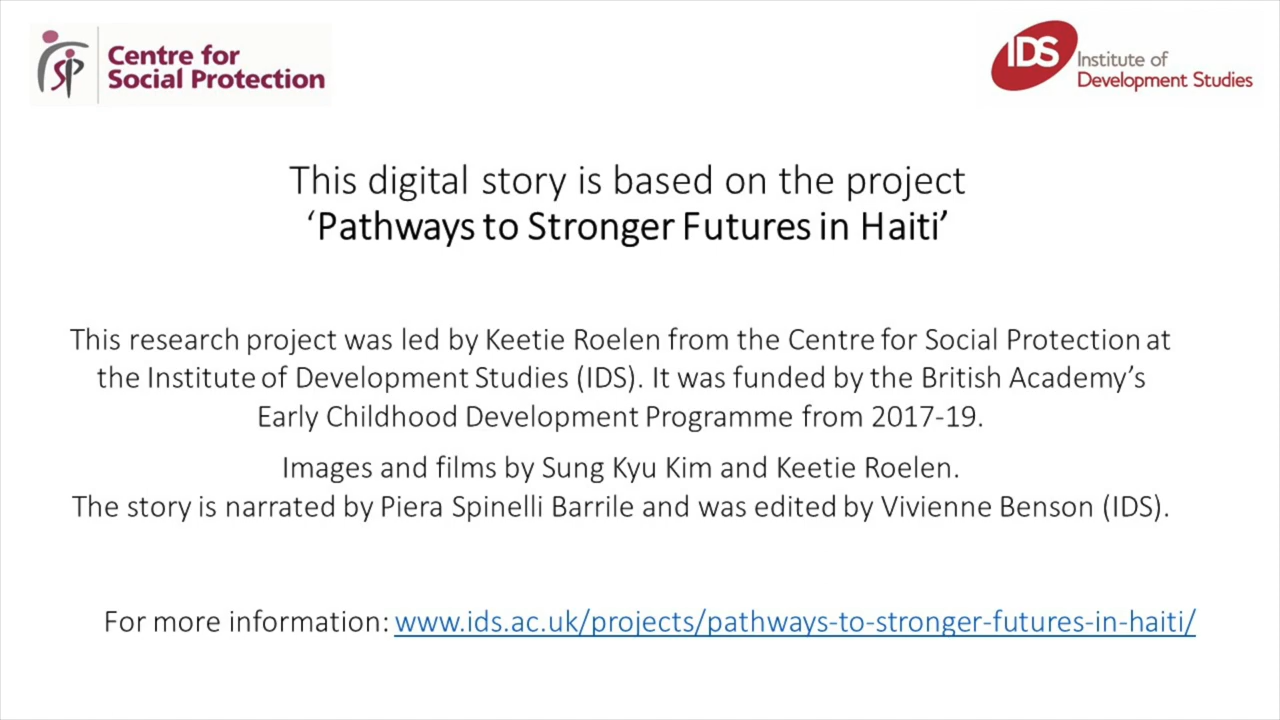 Centre for
Social Protection
IDS
Institute of
Development Studies
This digital story is based on the project
‘Pathways to Stronger Futures in Haiti’
This research project was led by Keetie Roelen from the Centre for Social Protection at
the Institute of Development Studies (IDS). It was funded by the British Academy’s
Early Childhood Development Programme from 2017-19.
Images and films by Sung Kyu Kim and Keetie Roelen.
The story is narrated by Piera Spinelli Barrile and was edited by Vivienne Benson (IDS).
For more information: www.ids.ac.uk/projects/pathways-to-stronger-futures-in-haiti/